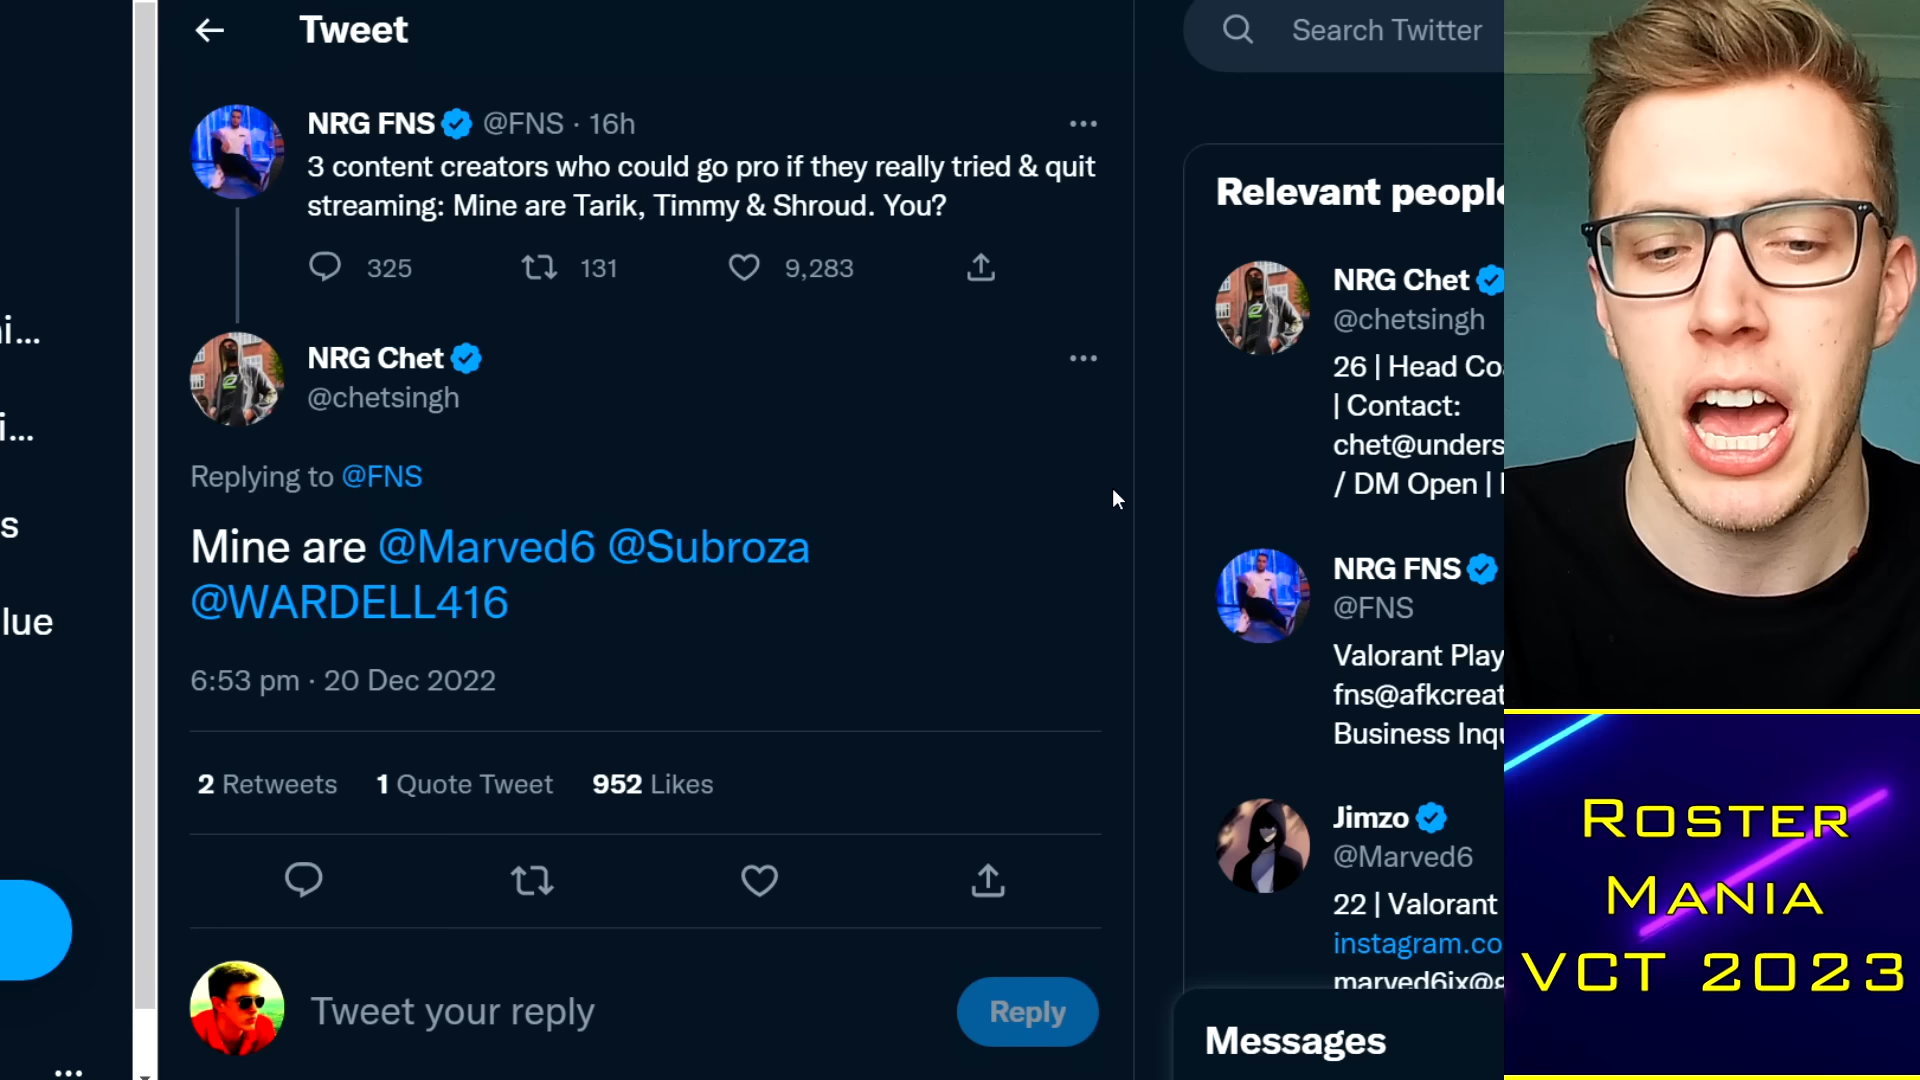 Tweet
Search Twitter
NRG FNS @FNS · 16h
3 content creators who could go pro if they really tried & quit
streaming: Mine are Tarik, Timmy & Shroud. You?
325 131 9,283
NRG Chet
@chetsingh
Replying to @FNS
Mine are @Marved6 @Subroza
@WARDELL416
6:53 pm · 20 Dec 2022
2 Retweets 1 Quote Tweet 952 Likes
Tweet your reply
Reply
Relevant people
NRG Chet
@chetsingh
26 | Head Co
| Contact:
chet@unders
/ DM Open |
NRG FNS
@FNS
Valorant Play
fns@afkcreat
Business Inqu
Jimzo
@Marved6
22 | Valorant
instagram.co
marved6ix@g
Messages
i...
i...
s
lue
...
ROSTER
MANIA
VCT 2023